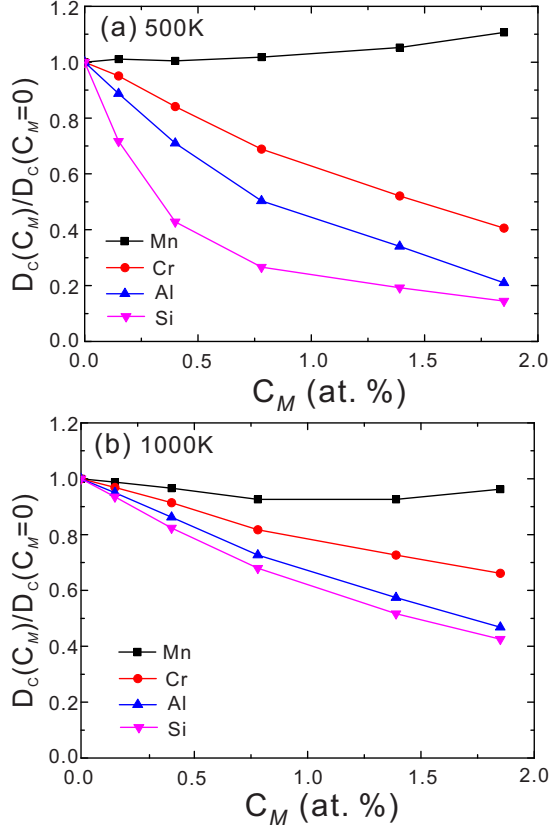 (a) 500K
1.2
1.0
0.8
0.6
0.4
0.2
0.0
D_C(C_M)/D_C(C_M=0)
Mn
Cr
Al
Si
0.0 0.5 1.0 1.5 2.0
C_M (at. %)
(b) 1000K
1.2
1.0
0.8
0.6
0.4
0.2
0.0
D_C(C_M)/D_C(C_M=0)
Mn
Cr
Al
Si
0.0 0.5 1.0 1.5 2.0
C_M (at. %)